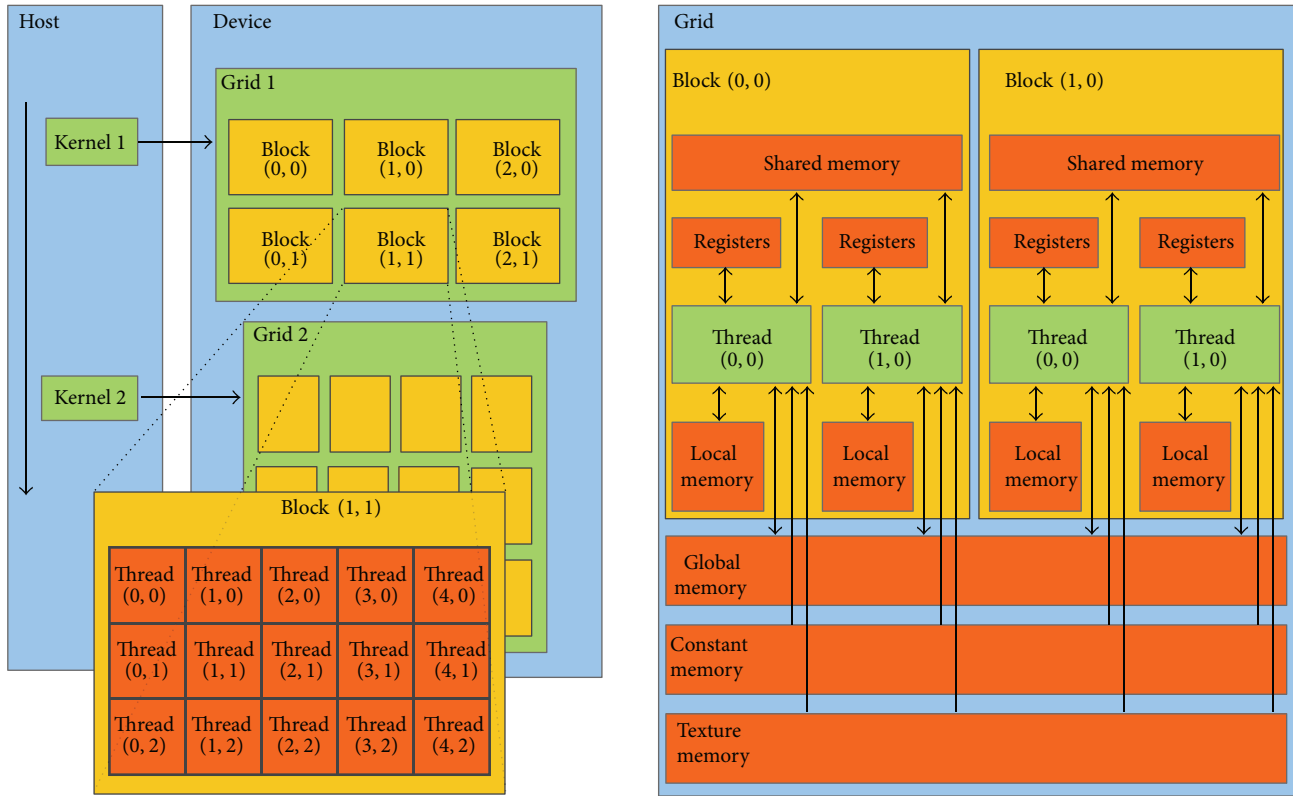 Host
Device
Grid 1
Kernel 1
Block
(0, 0)
Block
(1, 0)
Block
(2, 0)
Block
(0, 1)
Block
(1, 1)
Block
(2, 1)
Grid 2
Kernel 2
Block (1, 1)
Thread
(0, 0)
Thread
(1, 0)
Thread
(2, 0)
Thread
(3, 0)
Thread
(4, 0)
Thread
(0, 1)
Thread
(1, 1)
Thread
(2, 1)
Thread
(3, 1)
Thread
(4, 1)
Thread
(0, 2)
Thread
(1, 2)
Thread
(2, 2)
Thread
(3, 2)
Thread
(4, 2)
Grid
Block (0, 0)
Shared memory
Registers
Registers
Thread
(0, 0)
Thread
(1, 0)
Local
memory
Local
memory
Block (1, 0)
Shared memory
Registers
Registers
Thread
(0, 0)
Thread
(1, 0)
Local
memory
Local
memory
Global
memory
Constant
memory
Texture
memory